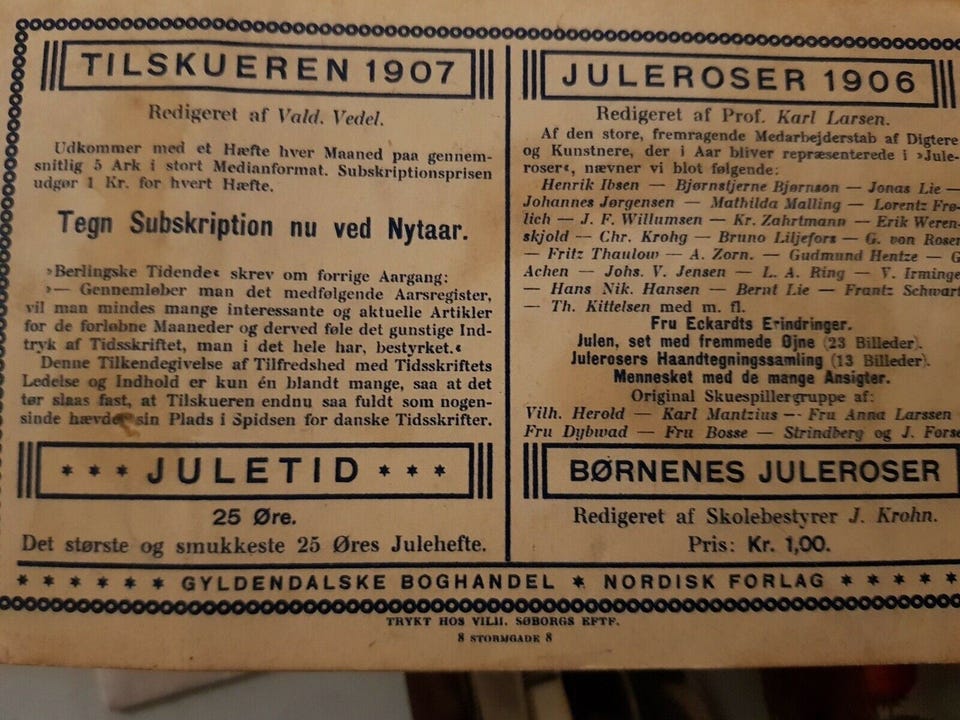 TILSKUEREN 1907
Redigeret af Vald. Vedel.
Udkommer med et Hæfte hver Maaned paa gennem-
snitlig 5 Ark i stort Medianformat. Subskriptionsprisen
udgør 1 Kr. for hvert Hæfte.
Tegn Subskription nu ved Nytaar.
»Berlingske Tidende« skrev om forrige Aargang:
»— Gennemløber man det medfølgende Aarsregister,
vil man mindes mange interessante og aktuelle Artikler
for de forløbne Maaneder og derved føle det gunstige Ind-
tryk af Tidsskriftet, man i det hele har, bestyrket.«
Denne Tilkendegivelse af Tilfredshed med Tidsskriftets
Ledelse og Indhold er kun én blandt mange, saa at det
tør slaas fast, at Tilskueren endnu saa fuldt som nogen-
sinde hævder sin Plads i Spidsen for danske Tidsskrifter.
* * * JULETID * * *
25 Øre.
Det største og smukkeste 25 Øres Julehefte.
JULEROSER 1906
Redigeret af Prof. Karl Larsen.
Af den store, fremragende Medarbejderstab af Digtere
og Kunstnere, der i Aar bliver repræsenterede i »Jule-
roser«, nævner vi blot følgende:
Henrik Ibsen — Bjørnstjerne Bjørnson — Jonas Lie —
Johannes Jørgensen — Mathilda Malling — Lorentz Frø-
lich — J. F. Willumsen — Kr. Zahrtmann — Erik Weren-
skjold — Chr. Krohg — Bruno Liljefors — G. von Rosen
— Fritz Thaulow — A. Zorn. — Gudmund Hentze — G
Achen — Johs. V. Jensen — L. A. Ring — V. Irminge
— Hans Nik. Hansen — Bernt Lie — Frantz Schwart
— Th. Kittelsen med m. fl.
Fru Eckardts Erindringer.
Julen, set med fremmede Øjne (23 Billeder).
Julerosers Haandtegningssamling (13 Billeder).
Mennesket med de mange Ansigter.
Original Skuespillergruppe af:
Vilh. Herold — Karl Mantzius — Fru Anna Larssen
Fru Dybwad — Fru Bosse — Strindberg og J. Forse
BØRNENES JULEROSER
Redigeret af Skolebestyrer J. Krohn.
Pris: Kr. 1,00.
* * * * * * GYLDENDALSKE BOGHANDEL * NORDISK FORLAG * * * * *
TRYKT HOS VILH. SØBORGS EFTF.
8 STORMGADE 8